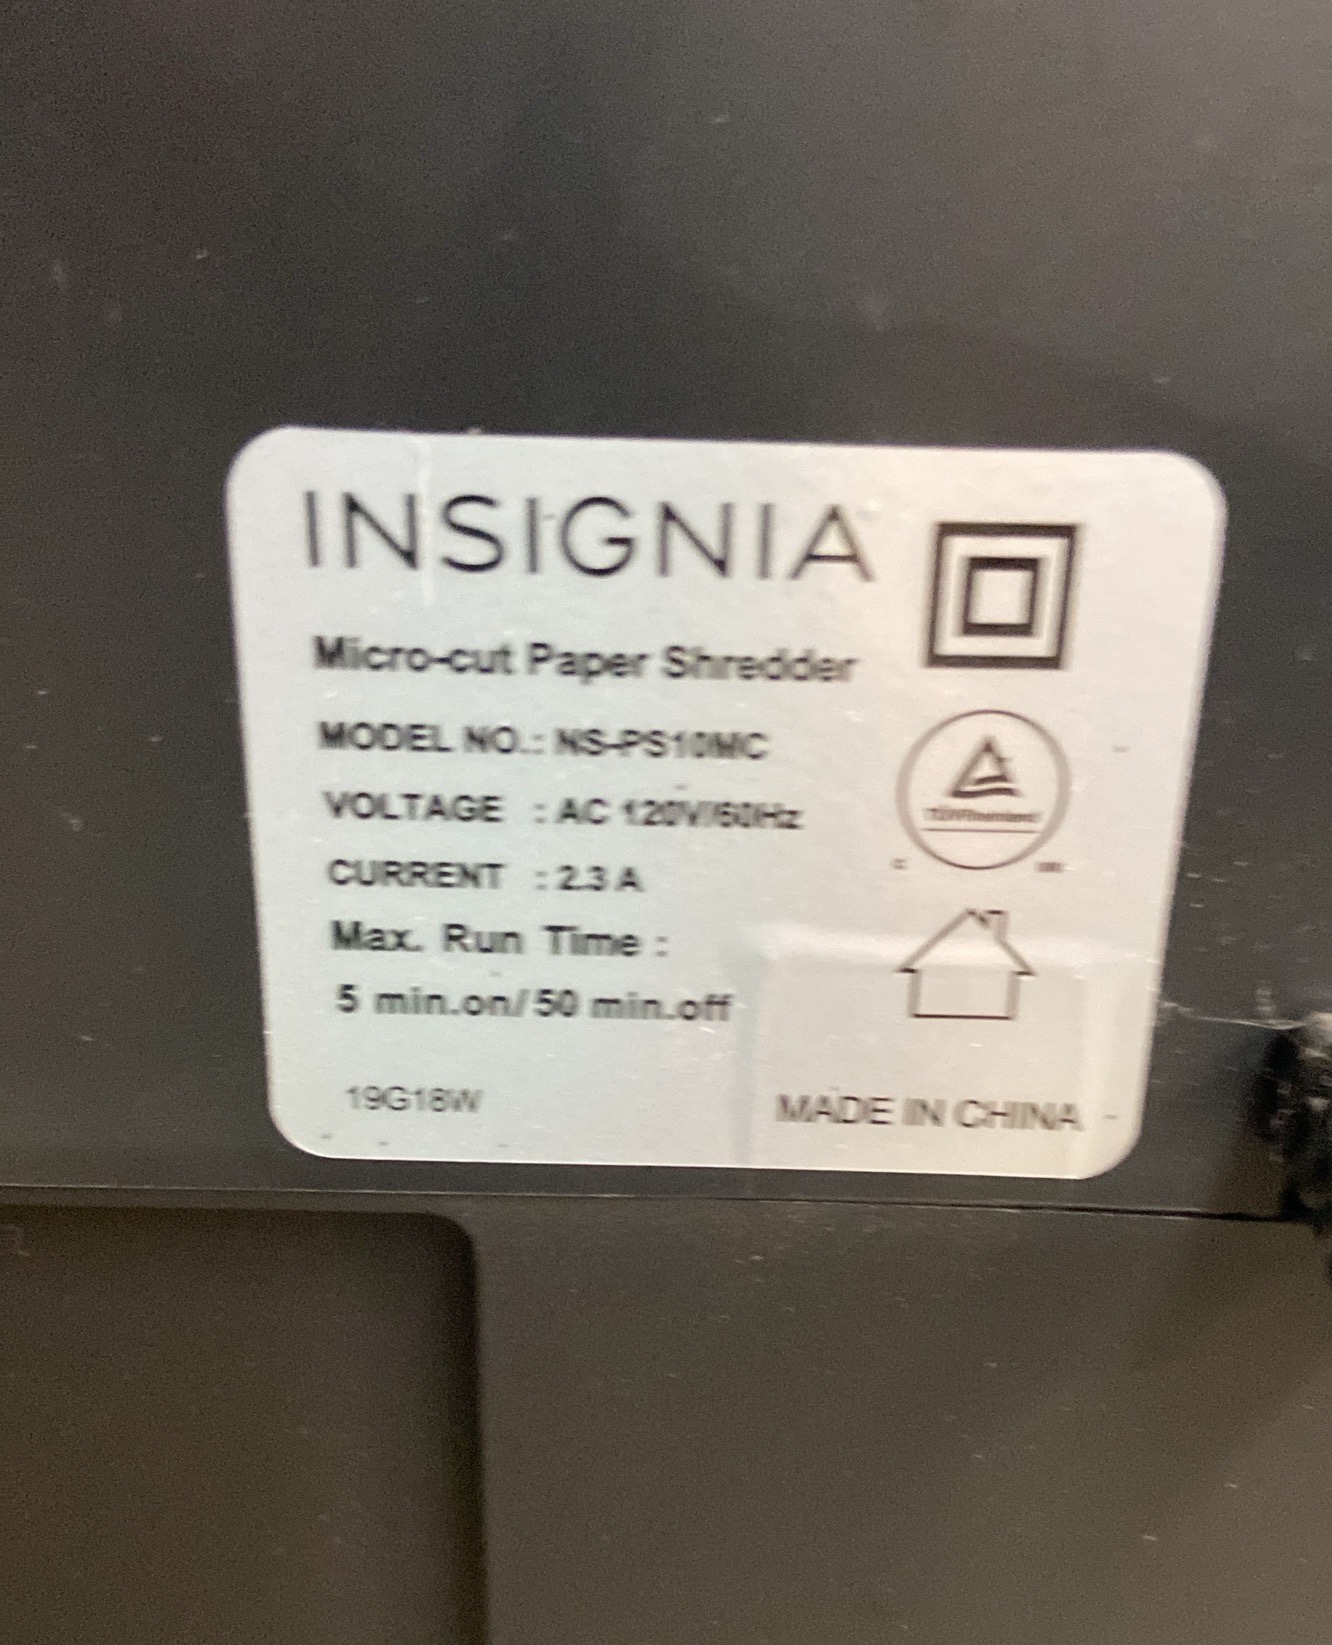 INSIGNIA
Micro-cut Paper Shredder
MODEL NO.: NS-PS10MC
VOLTAGE : AC 120V/60Hz
CURRENT : 2.3 A
Max. Run Time :
5 min.on/50 min.off
TÜVRheinland
19G18W
MADE IN CHINA